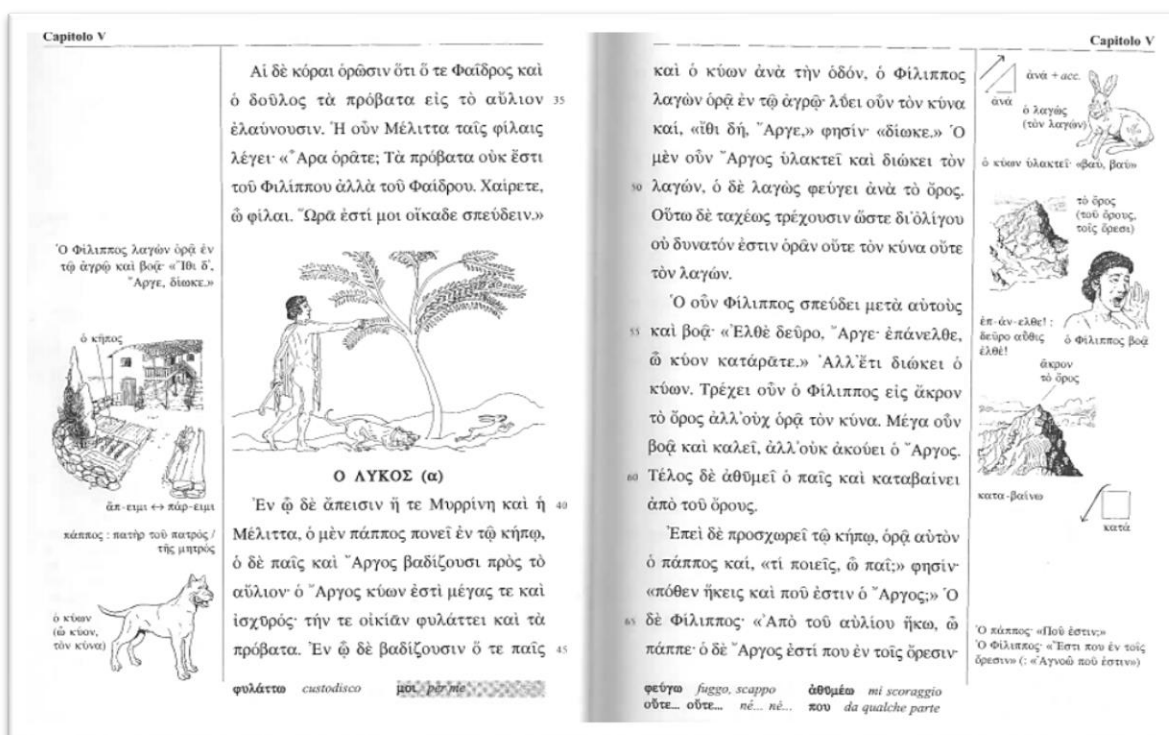 Capitolo V
Αἱ δὲ κόραι ὁρῶσιν ὅτι ὅ τε Φαῖδρος καὶ
ὁ δοῦλος τὰ πρόβατα εἰς τὸ αὔλιον 35
ἐλαύνουσιν. Ἡ οὖν Μέλιττα ταῖς φίλαις
λέγει· «Ἆρα ὁρᾶτε; Τὰ πρόβατα οὐκ ἔστι
τοῦ Φιλίππου ἀλλὰ τοῦ Φαίδρου. Χαίρετε,
ὦ φίλαι. Ὥρᾱ ἐστί μοι οἴκαδε σπεύδειν.»
Ὁ Φίλιππος λαγὼν ὁρᾷ ἐν
τῷ ἀγρῷ καὶ βοᾷ· «Ἴθι δ',
Ἄργε, δίωκε.»
ὁ κῆπος
ἄπ-ειμι ↔ πάρ-ειμι
πάππος : πατὴρ τοῦ πατρός /
τῆς μητρός
ὁ κύων
(ὦ κύον,
τὸν κύνα)
Ο ΛΥΚΟΣ (α)
Ἐν ᾧ δὲ ἄπεισιν ἥ τε Μυρρίνη καὶ ἡ 40
Μέλιττα, ὁ μὲν πάππος πονεῖ ἐν τῷ κήπῳ,
ὁ δὲ παῖς καὶ Ἄργος βαδίζουσι πρὸς τὸ
αὔλιον· ὁ Ἄργος κύων ἐστὶ μέγας τε καὶ
ἰσχῡρός· τήν τε οἰκίᾱν φυλάττει καὶ τὰ
πρόβατα. Ἐν ᾧ δὲ βαδίζουσιν ὅ τε παῖς 45
φυλάττω custodisco μοι per me
Capitolo V
καὶ ὁ κύων ἀνὰ τὴν ὁδόν, ὁ Φίλιππος
λαγὼν ὁρᾷ ἐν τῷ ἀγρῷ· λῡ́ει οὖν τὸν κύνα
καί, «ἴθι δή, Ἄργε,» φησίν· «δίωκε.» Ὁ
μὲν οὖν Ἄργος ὑλακτεῖ καὶ διώκει τὸν
50 λαγών, ὁ δὲ λαγὼς φεύγει ἀνὰ τὸ ὄρος.
Οὕτω δὲ ταχέως τρέχουσιν ὥστε δι'ὀλίγου
οὐ δυνατόν ἐστιν ὁρᾶν οὔτε τὸν κύνα οὔτε
τὸν λαγών.
Ὁ οὖν Φίλιππος σπεύδει μετὰ αὐτοὺς
55 καὶ βοᾷ· «Ἐλθὲ δεῦρο, Ἄργε· ἐπάνελθε,
ὦ κύον κατάρᾱτε.» Ἀλλ'ἔτι διώκει ὁ
κύων. Τρέχει οὖν ὁ Φίλιππος εἰς ἄκρον
τὸ ὄρος ἀλλ'οὐχ ὁρᾷ τὸν κύνα. Μέγα οὖν
βοᾷ καὶ καλεῖ, ἀλλ'οὐκ ἀκούει ὁ Ἄργος.
60 Τέλος δὲ ἀθῡμεῖ ὁ παῖς καὶ καταβαίνει
ἀπὸ τοῦ ὄρους.
Ἐπεὶ δὲ προσχωρεῖ τῷ κήπῳ, ὁρᾷ αὐτὸν
ὁ πάππος καί, «τί ποιεῖς, ὦ παῖ;» φησίν·
«πόθεν ἥκεις καὶ ποῦ ἐστιν ὁ Ἄργος;» Ὁ
65 δὲ Φίλιππος· «Ἀπὸ τοῦ αὐλίου ἥκω, ὦ
πάππε· ὁ δὲ Ἄργος ἐστί που ἐν τοῖς ὄρεσιν·
φεύγω fuggo, scappo ἀθῡμέω mi scoraggio
οὔτε... οὔτε... né... né... που da qualche parte
ἀνά + acc.
ἀνά
ὁ λαγώς
(τὸν λαγών)
ὁ κύων ὑλακτεῖ· «βαύ, βαύ»
τὸ ὄρος
(τοῦ ὄρους,
τοῖς ὄρεσι)
ἐπ-άν-ελθε! :
δεῦρο αὖθις
ἐλθέ!
ὁ Φίλιππος βοᾷ
ἄκρον
τὸ ὄρος
κατα-βαίνω
κατά
Ὁ πάππος· «Ποῦ ἐστιν;»
Ὁ Φίλιππος· «Ἔστι που ἐν τοῖς
ὄρεσιν» (: «Ἀγνοῶ ποῦ ἐστιν»)